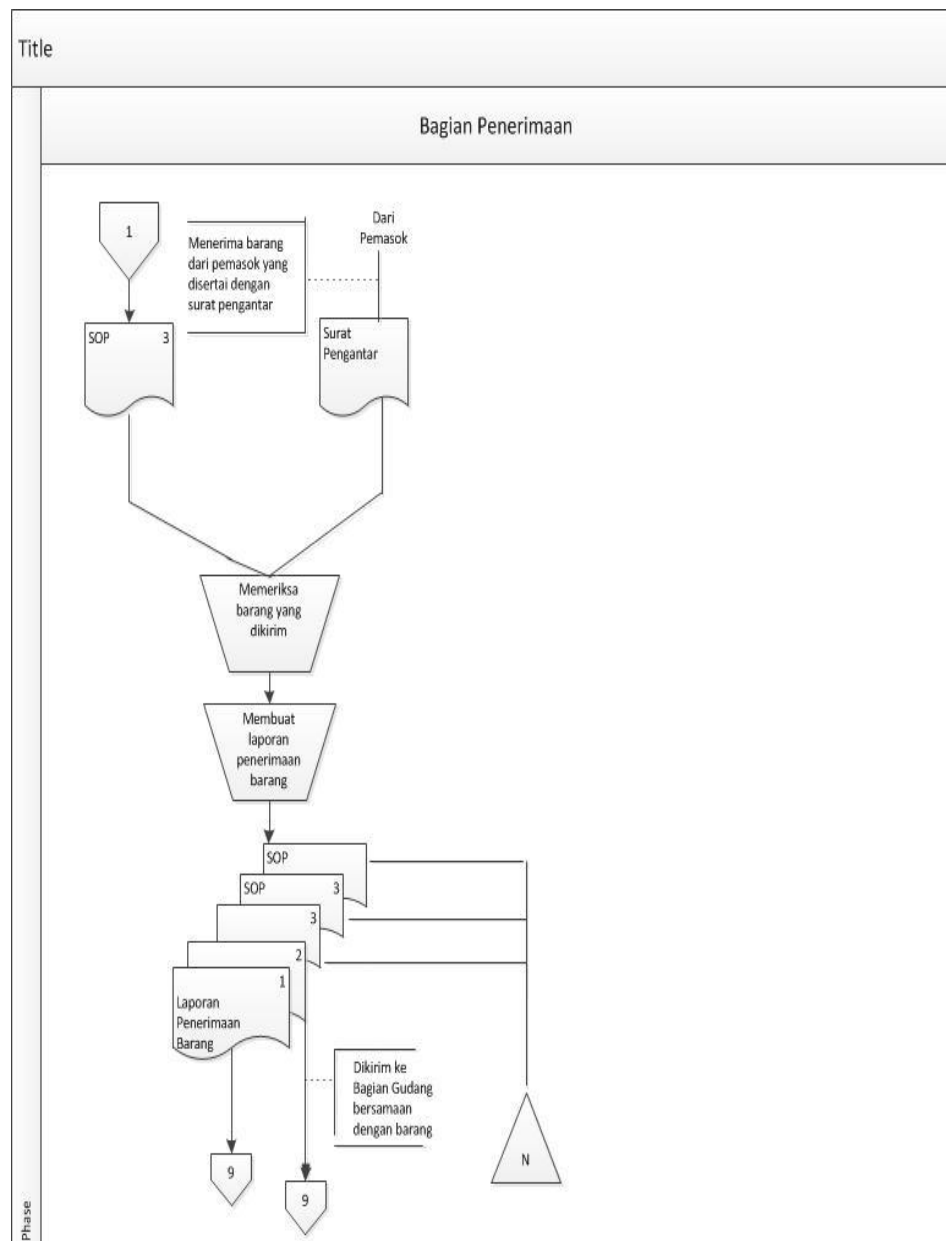 Title
Bagian Penerimaan
1
Menerima barang
dari pemasok yang
disertai dengan
surat pengantar
Dari
Pemasok
SOP 3
Surat
Pengantar
Memeriksa
barang yang
dikirim
Membuat
laporan
penerimaan
barang
SOP
SOP 3
3
2
1
Laporan
Penerimaan
Barang
Dikirim ke
Bagian Gudang
bersamaan
dengan barang
9
9
N
Phase